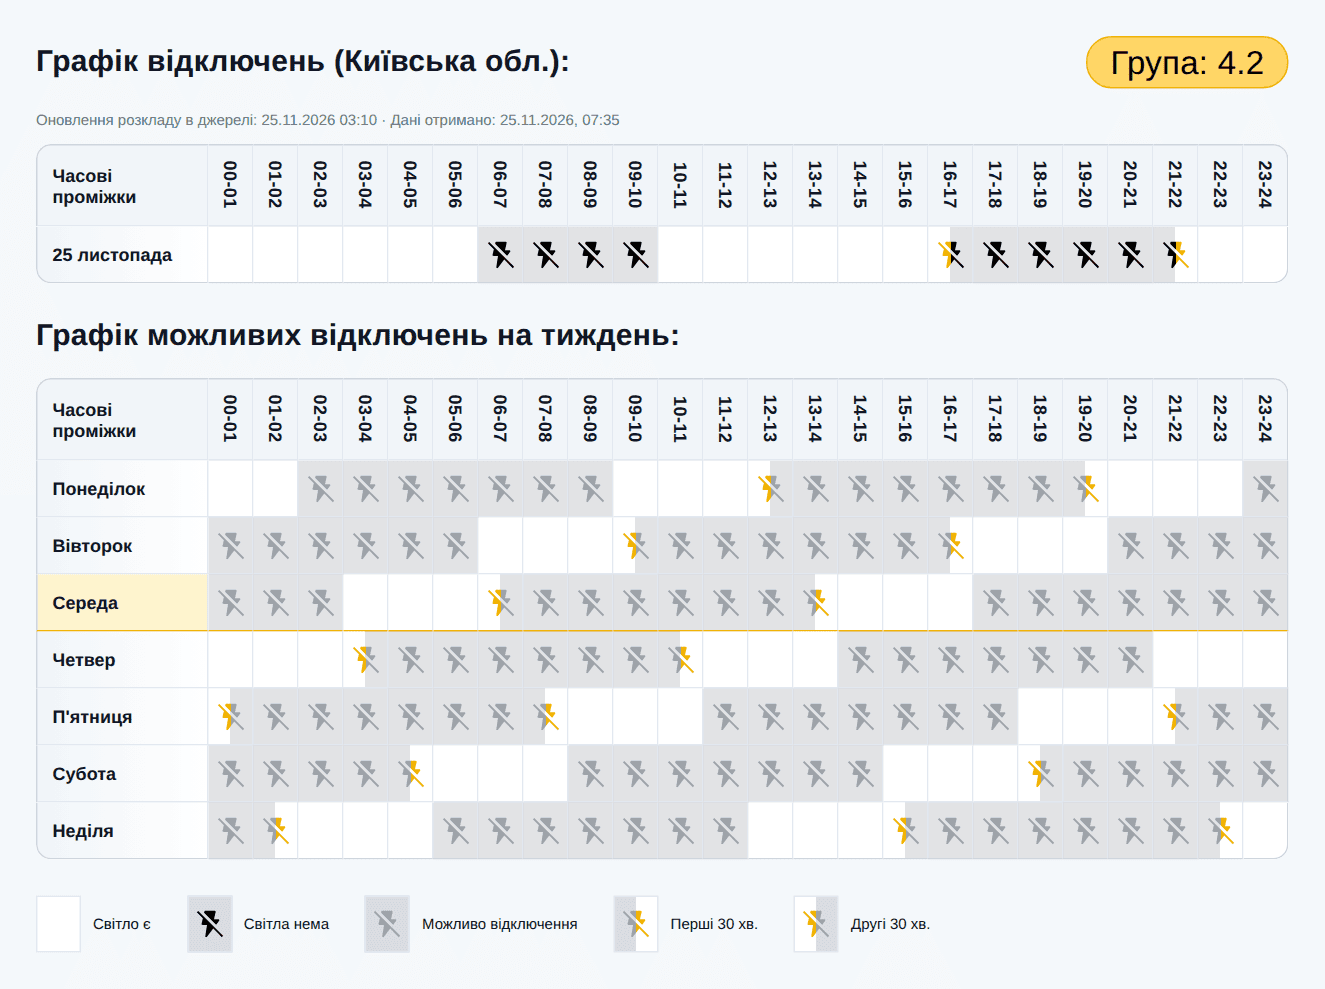 Графік відключень (Київська обл.):
Група: 4.2
Оновлення розкладу в джерелі: 25.11.2026 03:10 · Дані отримано: 25.11.2026, 07:35
Часові
проміжки
00-01
01-02
02-03
03-04
04-05
05-06
06-07
07-08
08-09
09-10
10-11
11-12
12-13
13-14
14-15
15-16
16-17
17-18
18-19
19-20
20-21
21-22
22-23
23-24
25 листопада
Графік можливих відключень на тиждень:
Часові
проміжки
00-01
01-02
02-03
03-04
04-05
05-06
06-07
07-08
08-09
09-10
10-11
11-12
12-13
13-14
14-15
15-16
16-17
17-18
18-19
19-20
20-21
21-22
22-23
23-24
Понеділок
Вівторок
Середа
Четвер
П'ятниця
Субота
Неділя
Світло є
Світла нема
Можливо відключення
Перші 30 хв.
Другі 30 хв.